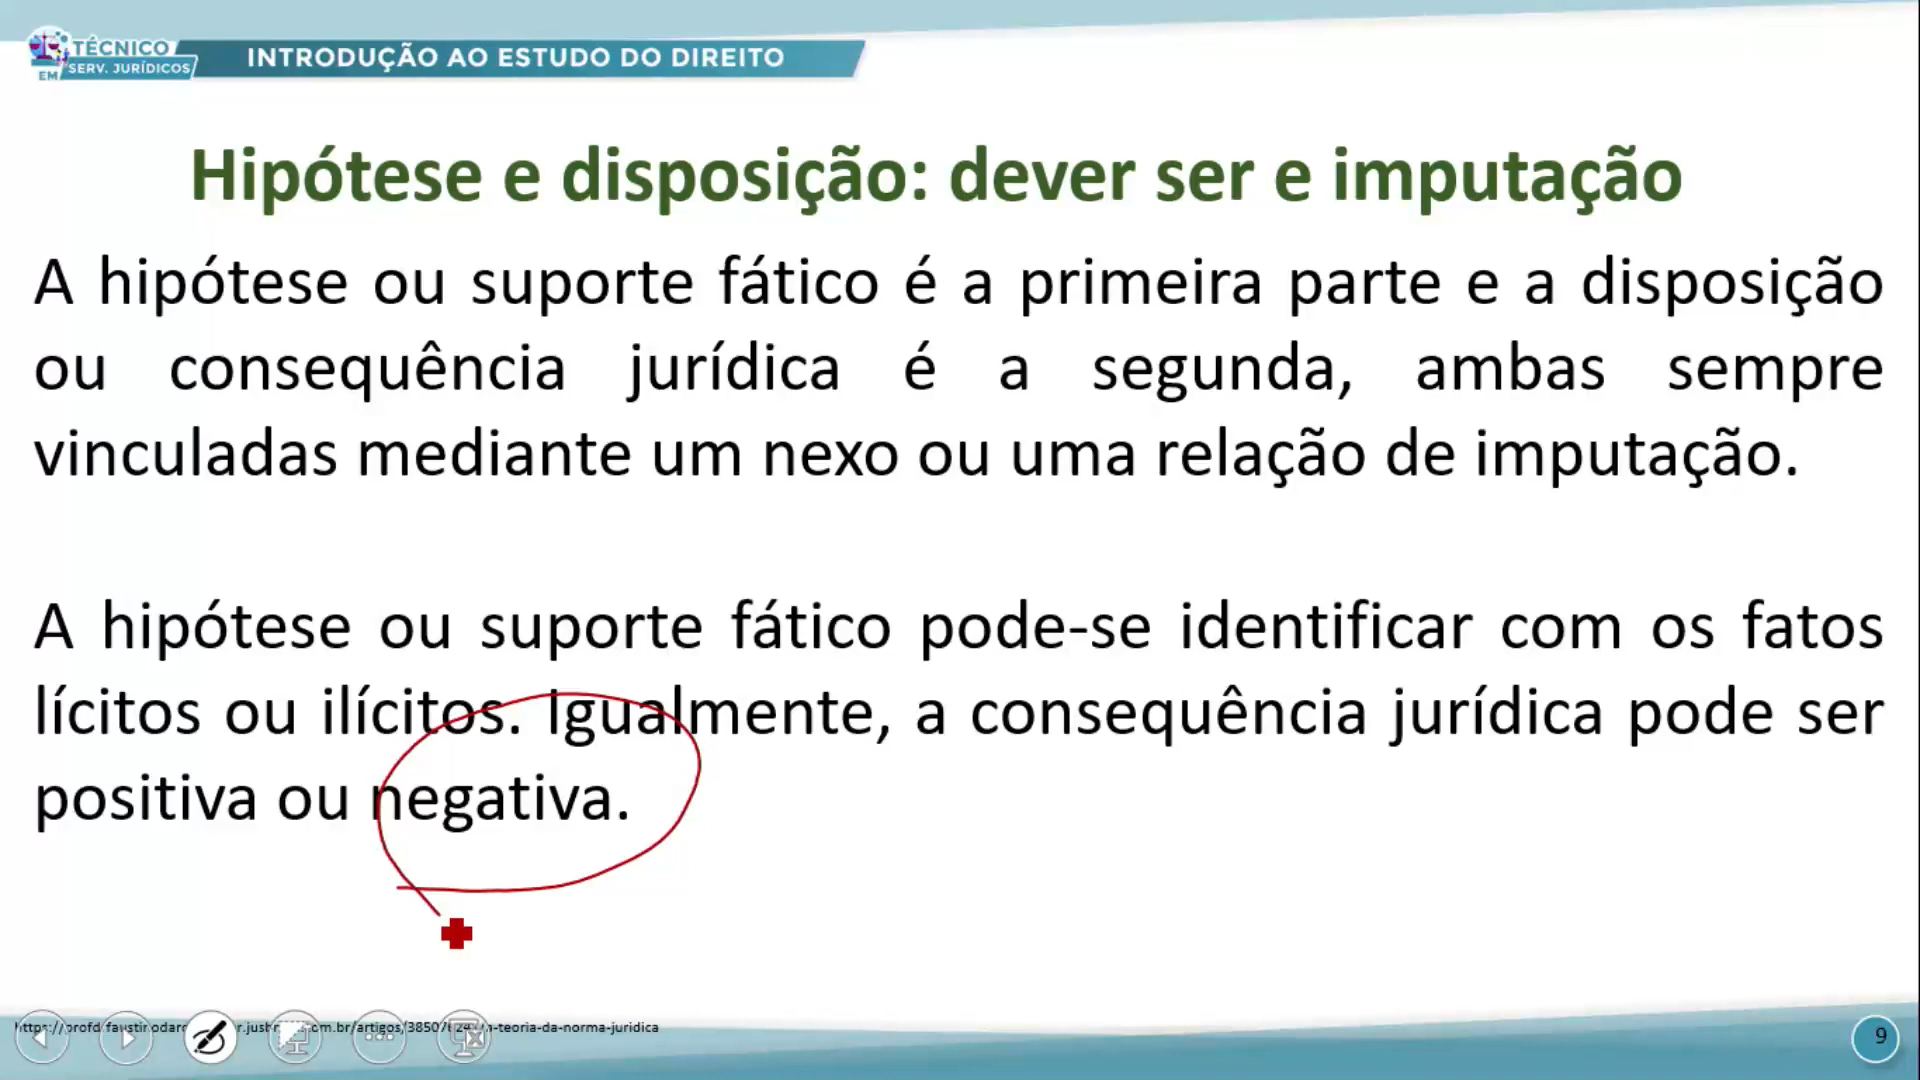 TÉCNICO
EM SERV. JURÍDICOS
INTRODUÇÃO AO ESTUDO DO DIREITO
Hipótese e disposição: dever ser e imputação
A hipótese ou suporte fático é a primeira parte e a disposição
ou consequência jurídica é a segunda, ambas sempre
vinculadas mediante um nexo ou uma relação de imputação.
A hipótese ou suporte fático pode-se identificar com os fatos
lícitos ou ilícitos. Igualmente, a consequência jurídica pode ser
positiva ou negativa.
-teoria-da-norma-juridica
9